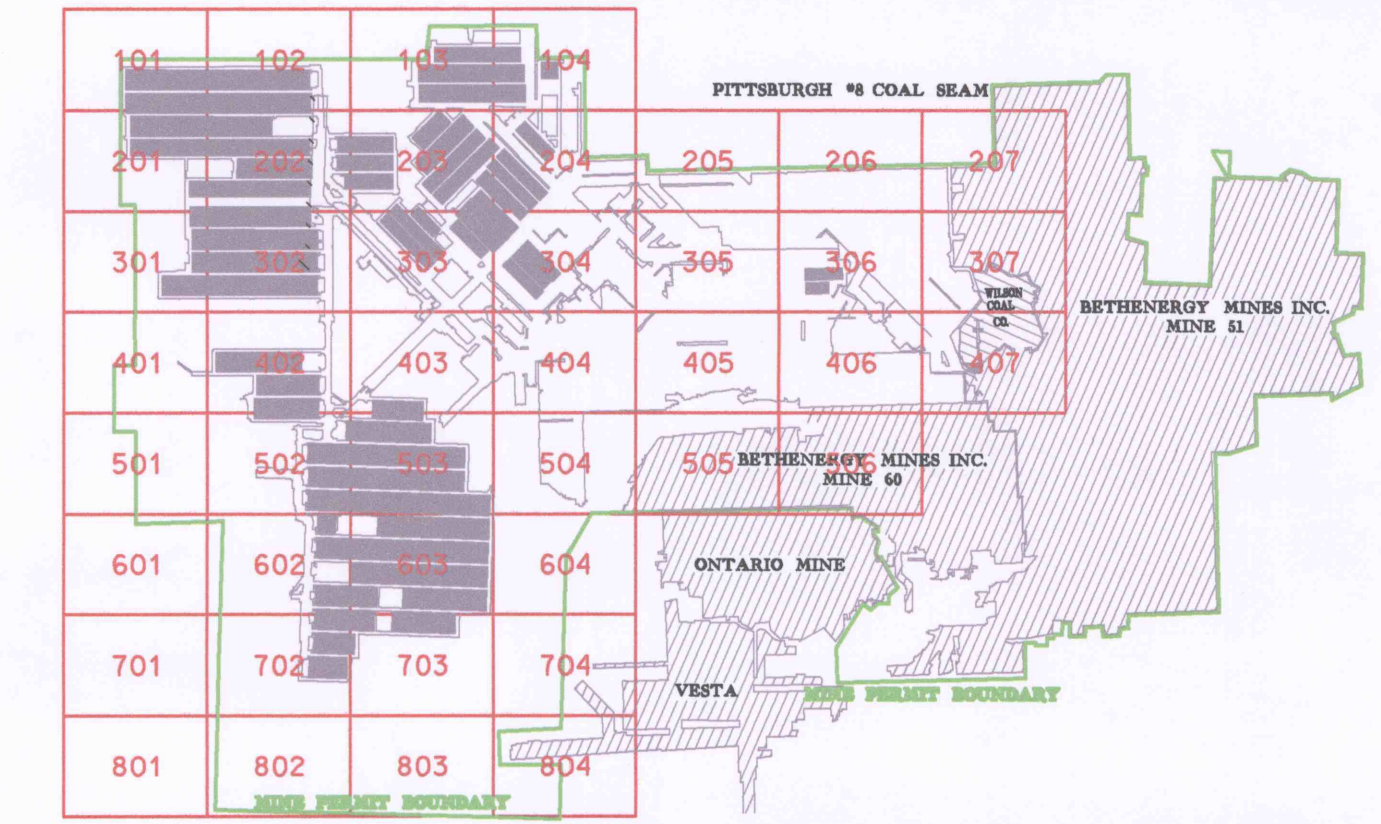 101 102 103 104
PITTSBURGH #8 COAL SEAM
201 202 203 204 205 206 207
301 302 303 304 305 306 307
WILSON
COAL
CO.
BETHENERGY MINES INC.
MINE 51
401 402 403 404 405 406 407
501 502 503 504 505 506
BETHENERGY MINES INC.
MINE 60
601 602 603 604
ONTARIO MINE
701 702 703 704
VESTA
MINE PERMIT BOUNDARY
801 802 803 804
MINE PERMIT BOUNDARY